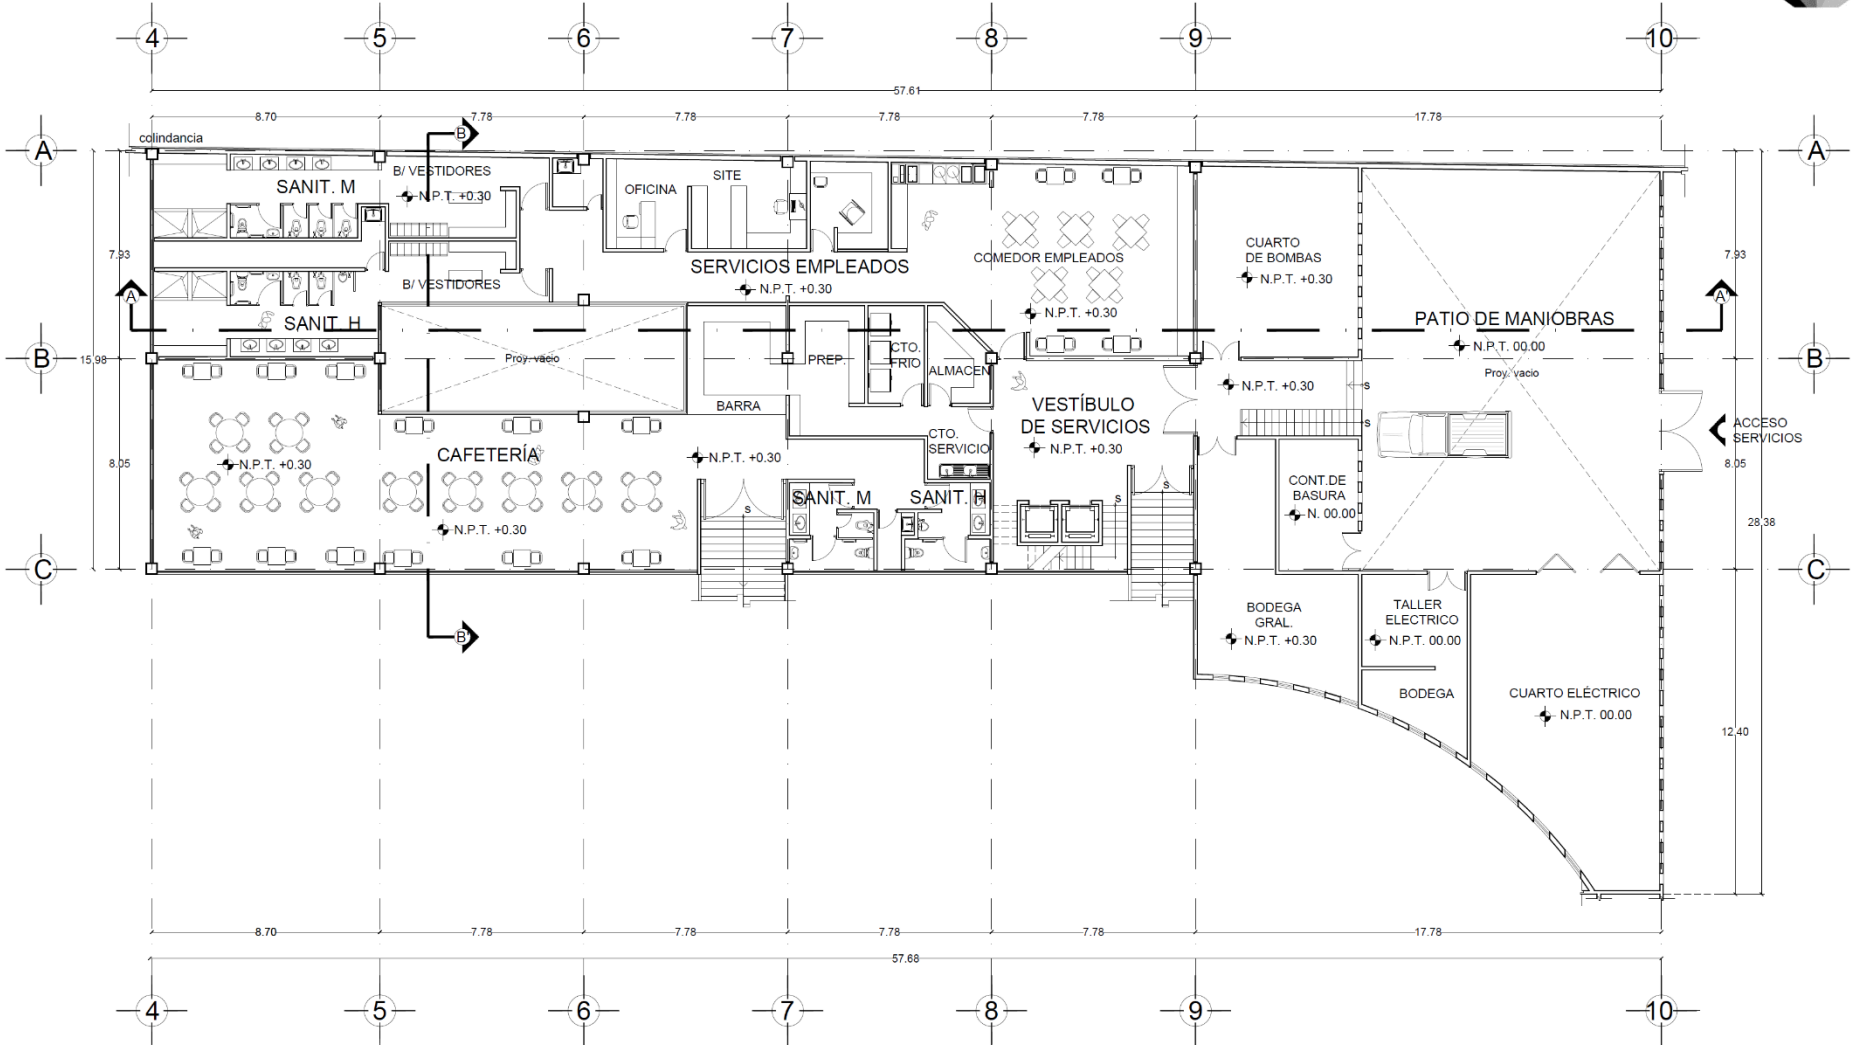 4 5 6 7 8 9 10
57.61
8.70 7.78 7.78 7.78 7.78 17.78
colindancia
B
A A
B/ VESTIDORES
SANIT. M
N.P.T. +0.30
OFICINA
SITE
7.93
CUARTO
DE BOMBAS
N.P.T. +0.30
COMEDOR EMPLEADOS
SERVICIOS EMPLEADOS
N.P.T. +0.30
7.93
B/ VESTIDORES
A
A'
SANIT. H
N.P.T. +0.30
PATIO DE MANIOBRAS
N.P.T. 00.00
B B
15.98
Proy. vacio
PREP.
CTO.
FRIO
ALMACEN
Proy. vacio
N.P.T. +0.30
S
BARRA
VESTÍBULO
DE SERVICIOS
N.P.T. +0.30
S
ACCESO
SERVICIOS
CTO.
SERVICIO
CAFETERÍA
N.P.T. +0.30
N.P.T. +0.30
8.05
8.05
CONT.DE
BASURA
N. 00.00
SANIT. M
SANIT. H
S
S
S
N.P.T. +0.30
28.38
C C
BODEGA
GRAL.
N.P.T. +0.30
TALLER
ELECTRICO
N.P.T. 00.00
B'
BODEGA
CUARTO ELÉCTRICO
N.P.T. 00.00
12.40
8.70 7.78 7.78 7.78 7.78 17.78
57.68
4 5 6 7 8 9 10